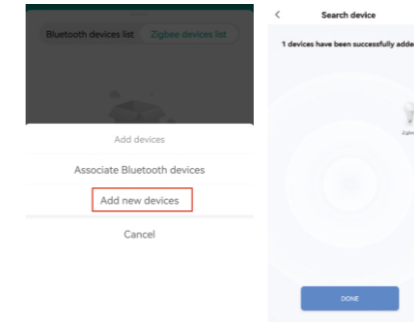 Bluetooth devices list
Zigbee devices list
Add devices
Associate Bluetooth devices
Add new devices
Cancel
Search device
1 devices have been successfully adde
DONE